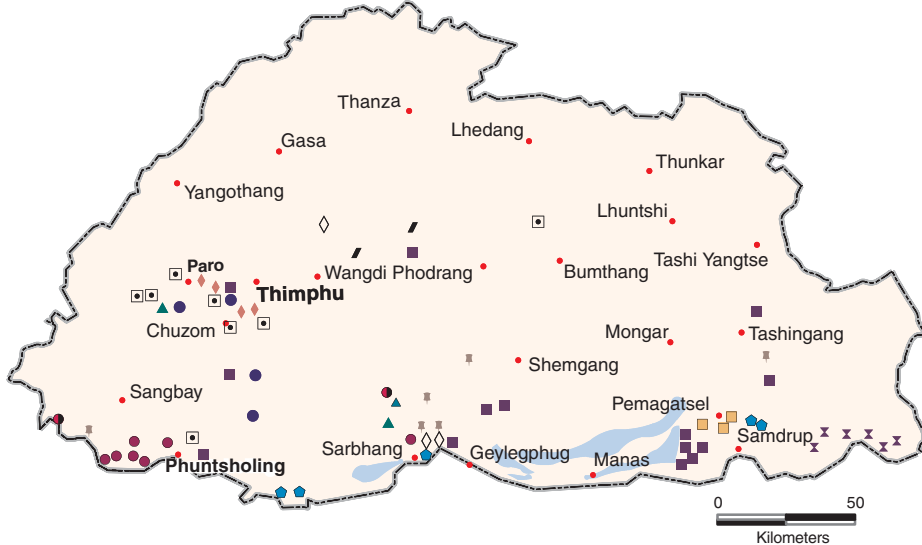 Thanza
Lhedang
Gasa
Thunkar
Yangothang
Lhuntshi
Tashi Yangtse
Paro
Wangdi Phodrang
Bumthang
Thimphu
Chuzom
Mongar
Tashingang
Shemgang
Sangbay
Pemagatsel
Samdrup
Sarbhang
Geylegphug
Manas
Phuntsholing
0 50
Kilometers